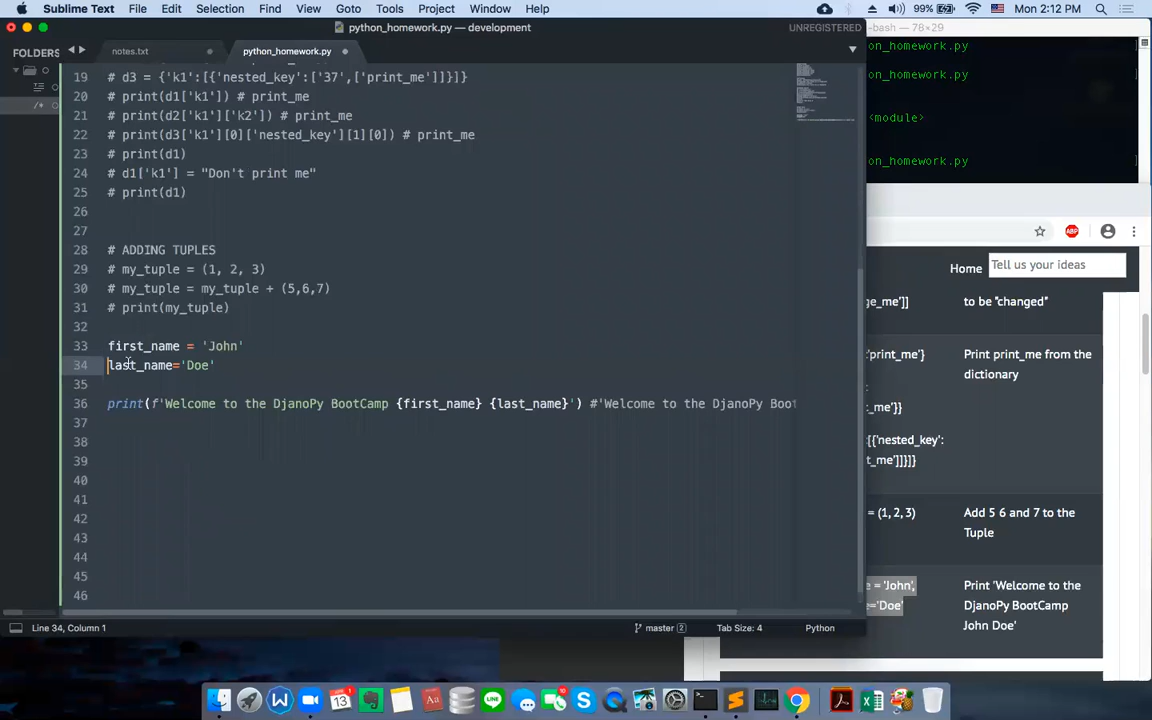 Sublime Text File Edit Selection Find View Goto Tools Project Window Help 99% Mon 2:12 PM
python_homework.py — development UNREGISTERED
-bash — 78×29
FOLDERS notes.txt python_homework.py
19 # d3 = {'k1':[{'nested_key':['37',['print_me']]}]}
20 # print(d1['k1']) # print_me
21 # print(d2['k1']['k2']) # print_me
22 # print(d3['k1'][0]['nested_key'][1][0]) # print_me
23 # print(d1)
24 # d1['k1'] = "Don't print me"
25 # print(d1)
26
27
28 # ADDING TUPLES
29 # my_tuple = (1, 2, 3)
30 # my_tuple = my_tuple + (5,6,7)
31 # print(my_tuple)
32
33 first_name = 'John'
34 last_name='Doe'
35
36 print(f'Welcome to the DjanoPy BootCamp {first_name} {last_name}') #'Welcome to the DjanoPy Boot
37
38
39
40
41
42
43
44
45
46
Line 34, Column 1 master 2 Tab Size: 4 Python
on_homework.py
on_homework.py
<module>
on_homework.py
ABP
Home Tell us your ideas
ge_me']] to be "changed"
'print_me'} Print print_me from the
dictionary
_me'}}
:[{'nested_key':
t_me']]}]}
= (1, 2, 3) Add 5 6 and 7 to the
Tuple
e = 'John', Print 'Welcome to the
e='Doe' DjanoPy BootCamp
John Doe'
13